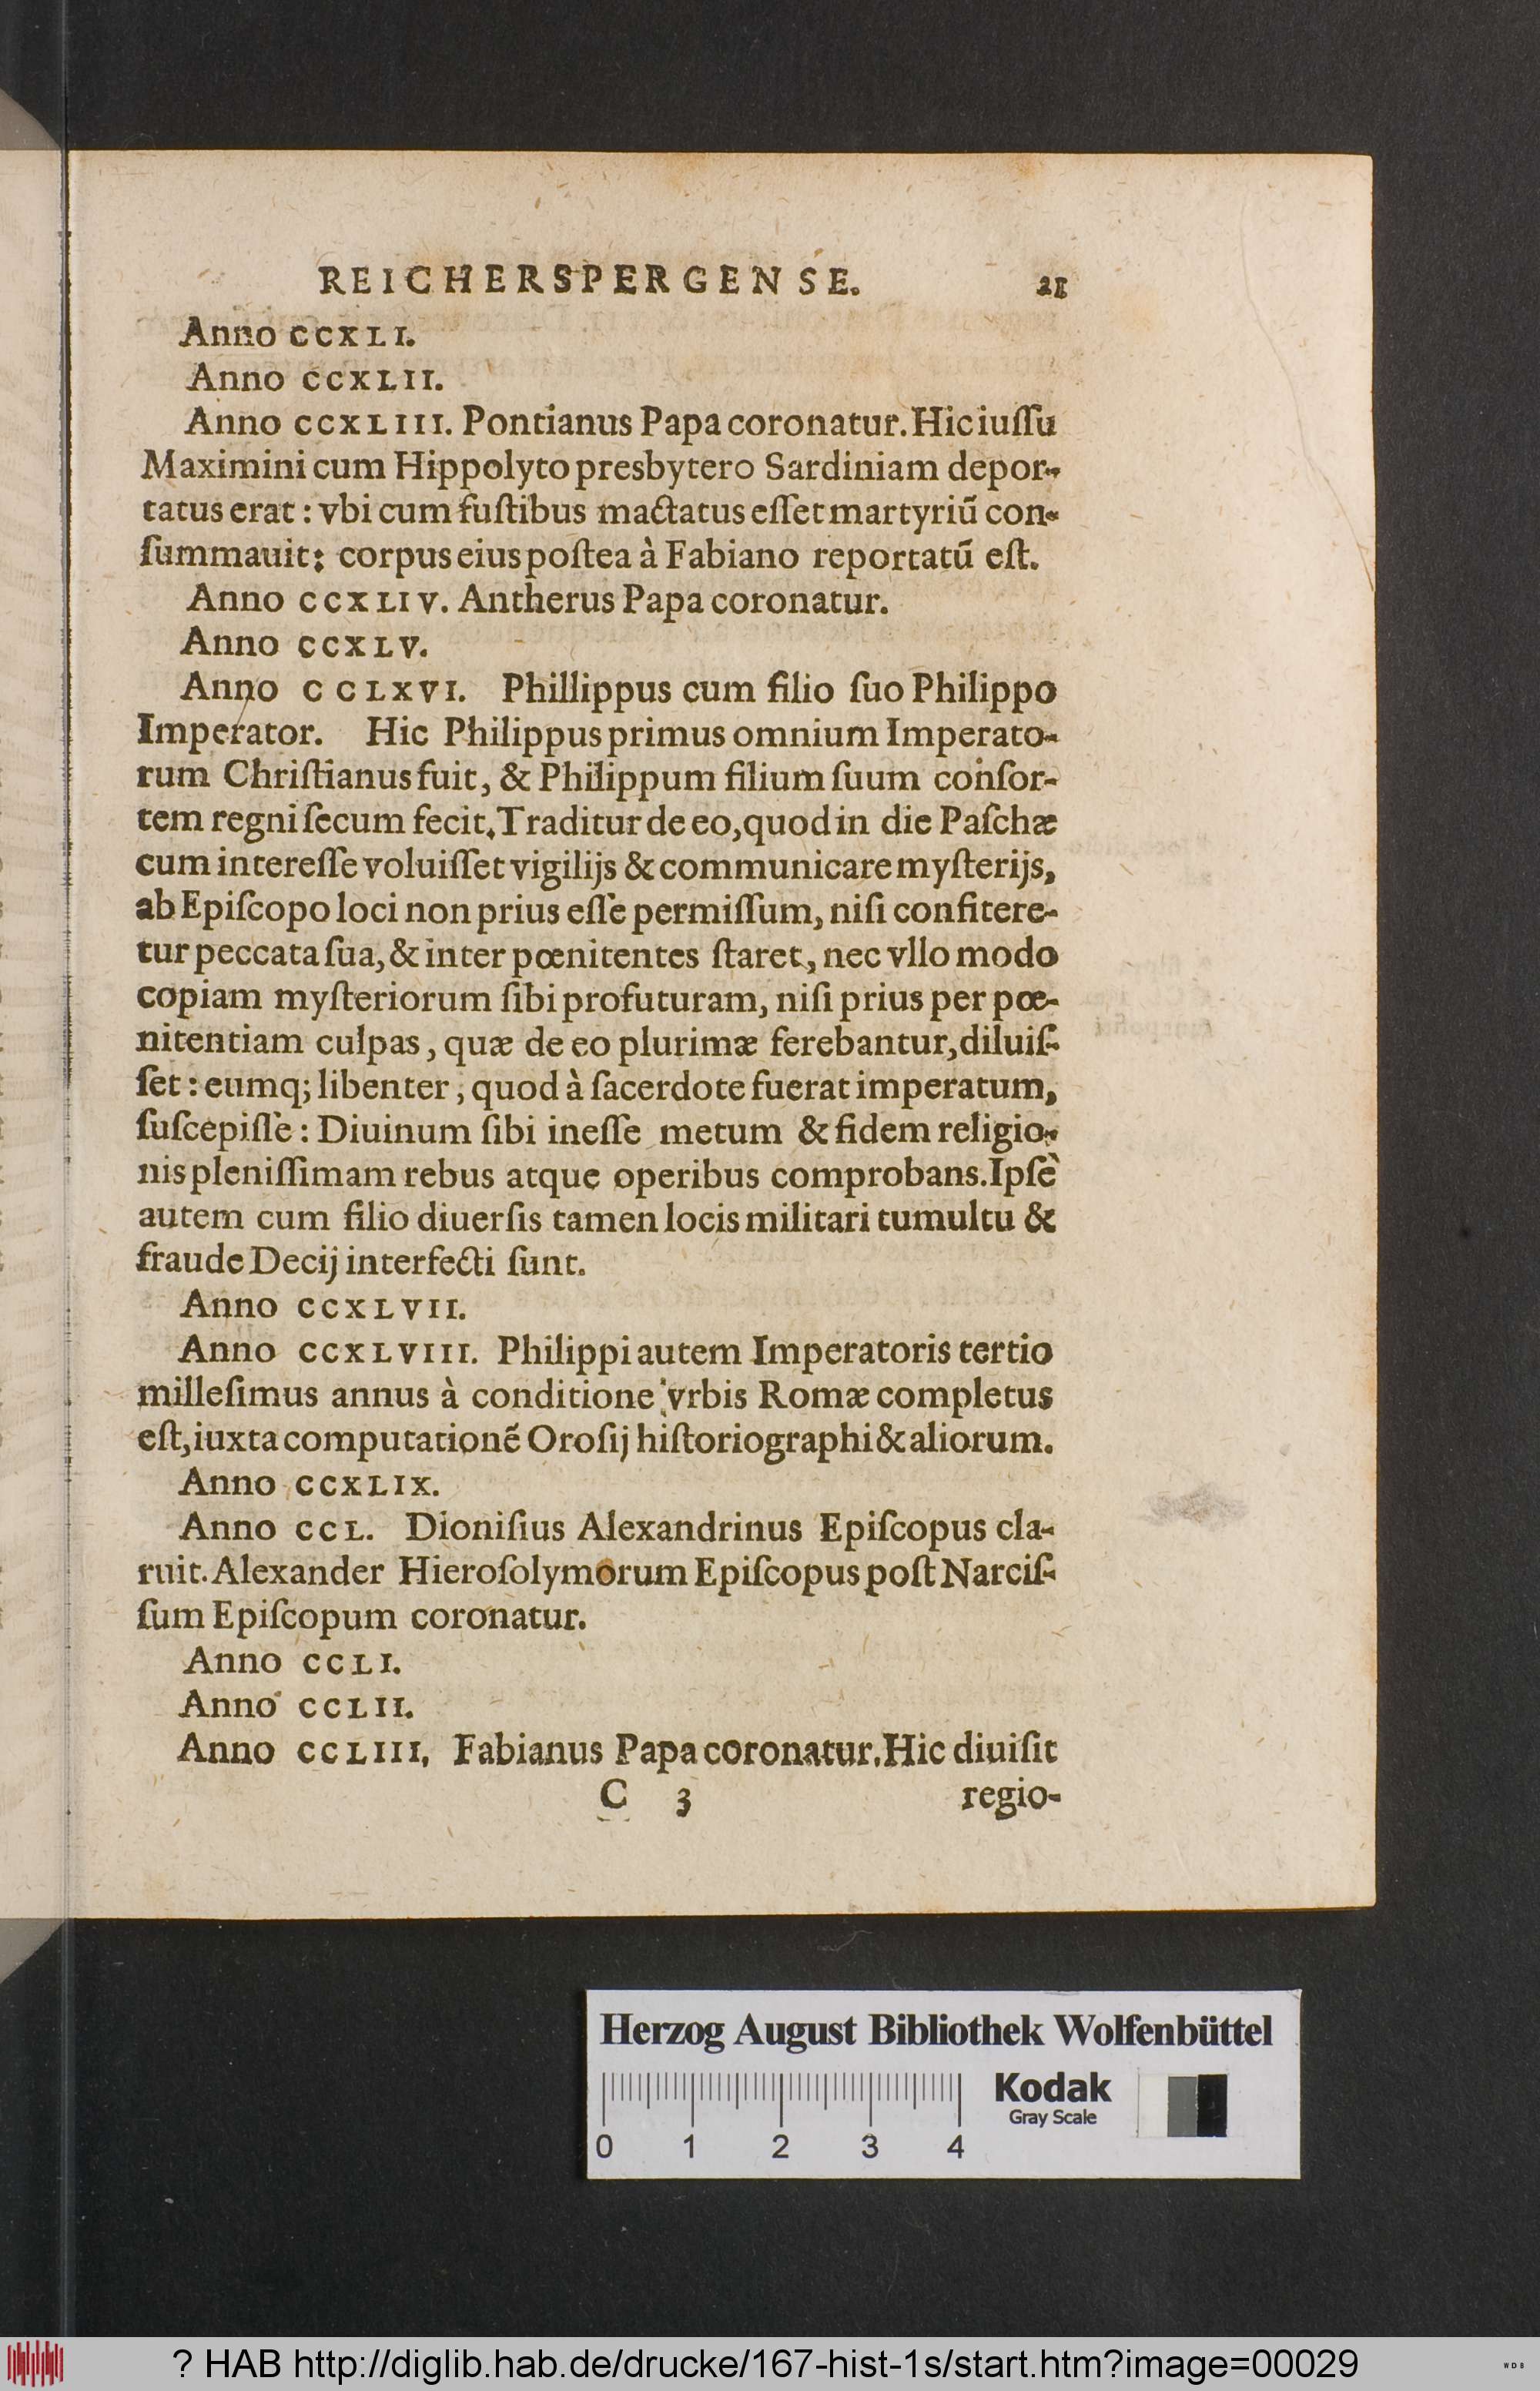 REICHERSPERGENSE. 21
Anno CCXLI.
Anno CCXLII.
Anno CCXLIII. Pontianus Papa coronatur. Hic iuſſu
Maximini cum Hippolyto presbytero Sardiniam depor-
tatus erat: vbi cum fuſtibus mactatus eſſet martyriū con-
ſummauit: corpus eius poſtea à Fabiano reportatū eſt.
Anno CCXLIV. Antherus Papa coronatur.
Anno CCXLV.
Anno CCLXVI. Phillippus cum filio ſuo Philippo
Imperator. Hic Philippus primus omnium Imperato-
rum Chriſtianus fuit, & Philippum filium ſuum conſor-
tem regni ſecum fecit. Traditur de eo, quod in die Paſchæ
cum intereſſe voluiſſet vigilijs & communicare myſterijs,
ab Epiſcopo loci non prius eſſe permiſſum, niſi confitere-
tur peccata ſua, & inter pœnitentes ſtaret, nec vllo modo
copiam myſteriorum ſibi profuturam, niſi prius per pœ-
nitentiam culpas, quæ de eo plurimæ ferebantur, diluiſ-
ſet: eumq; libenter, quod à ſacerdote fuerat imperatum,
ſuſcepiſſe: Diuinum ſibi ineſſe metum & fidem religio-
nis pleniſſimam rebus atque operibus comprobans. Ipſe
autem cum filio diuerſis tamen locis militari tumultu &
fraude Decij interfecti ſunt.
Anno CCXLVII.
Anno CCXLVIII. Philippi autem Imperatoris tertio
milleſimus annus à conditione vrbis Romæ completus
eſt, iuxta computationẽ Oroſij hiſtoriographi & aliorum.
Anno CCXLIX.
Anno CCL. Dioniſius Alexandrinus Epiſcopus cla-
ruit. Alexander Hieroſolymorum Epiſcopus poſt Narciſ-
ſum Epiſcopum coronatur.
Anno CCLI.
Anno CCLII.
Anno CCLIII. Fabianus Papa coronatur. Hic diuiſit
C 3 regio-
Herzog August Bibliothek Wolfenbüttel
Kodak
Gray Scale
0 1 2 3 4
? HAB http://diglib.hab.de/drucke/167-hist-1s/start.htm?image=00029
WDB